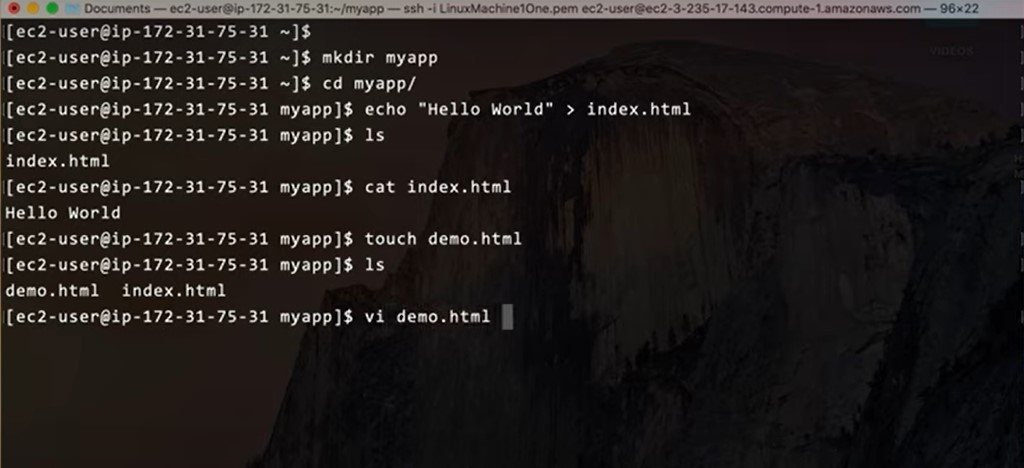 Documents — ec2-user@ip-172-31-75-31:~/myapp — ssh -i LinuxMachine1One.pem ec2-user@ec2-3-235-17-143.compute-1.amazonaws.com — 96×22
[ec2-user@ip-172-31-75-31 ~]$
[ec2-user@ip-172-31-75-31 ~]$ mkdir myapp
[ec2-user@ip-172-31-75-31 ~]$ cd myapp/
[ec2-user@ip-172-31-75-31 myapp]$ echo "Hello World" > index.html
[ec2-user@ip-172-31-75-31 myapp]$ ls
index.html
[ec2-user@ip-172-31-75-31 myapp]$ cat index.html
Hello World
[ec2-user@ip-172-31-75-31 myapp]$ touch demo.html
[ec2-user@ip-172-31-75-31 myapp]$ ls
demo.html  index.html
[ec2-user@ip-172-31-75-31 myapp]$ vi demo.html
VIDEOS